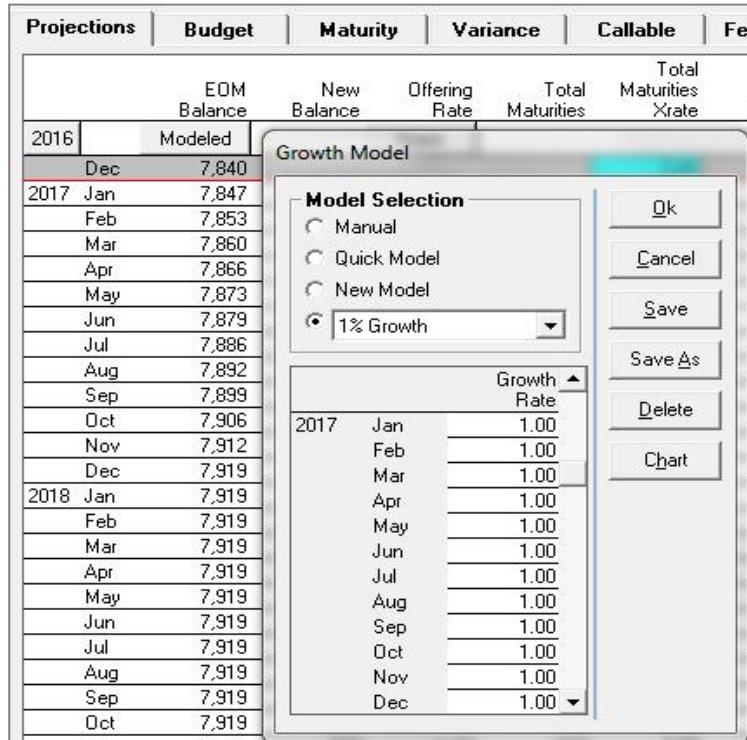 Projections Budget Maturity Variance Callable Fe
EOM Balance New Balance Offering Rate Total Maturities Total Maturities Xrate
2016 Modeled
Dec 7,840
2017 Jan 7,847
Feb 7,853
Mar 7,860
Apr 7,866
May 7,873
Jun 7,879
Jul 7,886
Aug 7,892
Sep 7,899
Oct 7,906
Nov 7,912
Dec 7,919
2018 Jan 7,919
Feb 7,919
Mar 7,919
Apr 7,919
May 7,919
Jun 7,919
Jul 7,919
Aug 7,919
Sep 7,919
Oct 7,919
Growth Model
Model Selection
Manual
Quick Model
New Model
1% Growth
Growth
Rate
2017 Jan 1.00
Feb 1.00
Mar 1.00
Apr 1.00
May 1.00
Jun 1.00
Jul 1.00
Aug 1.00
Sep 1.00
Oct 1.00
Nov 1.00
Dec 1.00
Ok
Cancel
Save
Save As
Delete
Chart